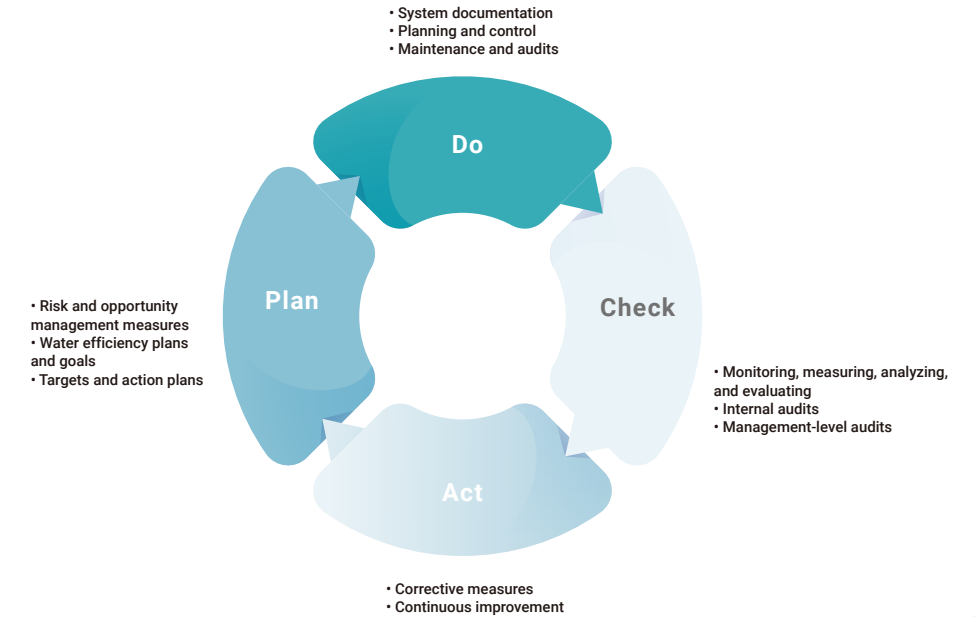 • System documentation
• Planning and control
• Maintenance and audits
Do
Plan
Check
• Risk and opportunity
management measures
• Water efficiency plans
and goals
• Targets and action plans
• Monitoring, measuring, analyzing,
and evaluating
• Internal audits
• Management-level audits
Act
• Corrective measures
• Continuous improvement